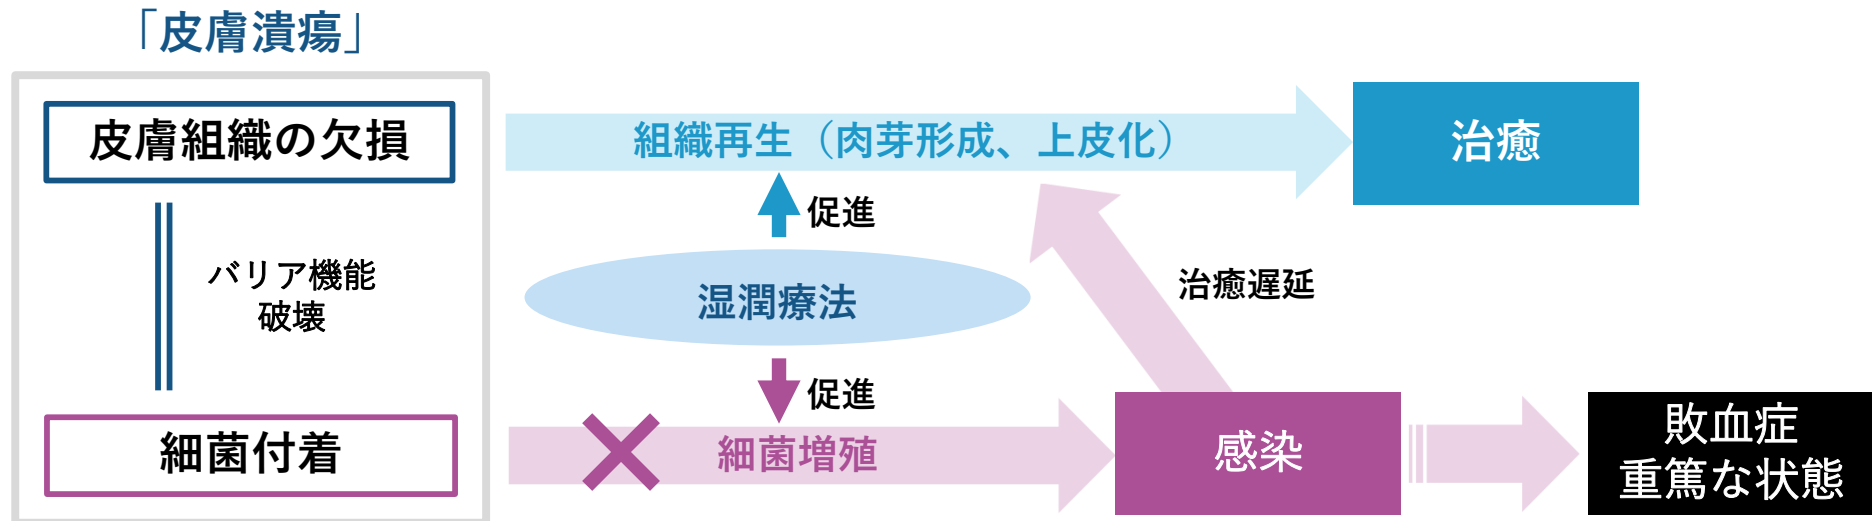 「皮膚潰瘍」
皮膚組織の欠損
組織再生（肉芽形成、上皮化）
治癒
促進
バリア機能
破壊
湿潤療法
治癒遅延
促進
細菌付着
細菌増殖
感染
敗血症
重篤な状態